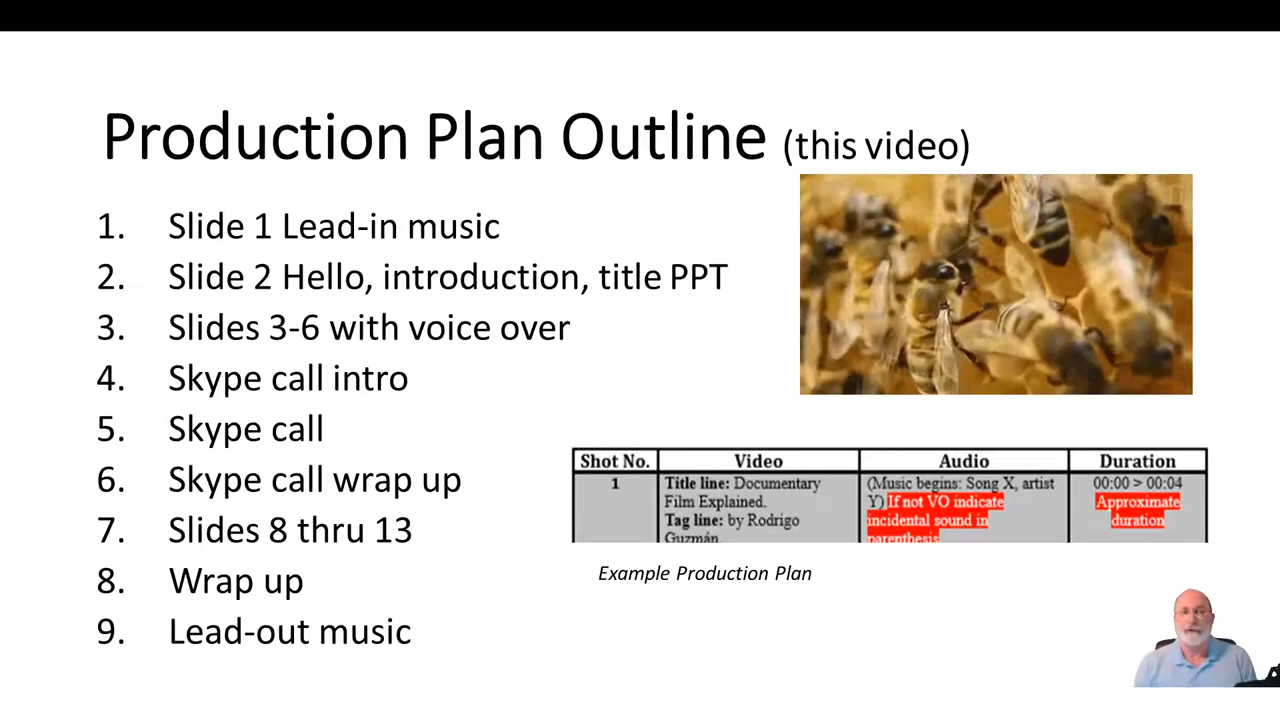 Production Plan Outline (this video)
1. Slide 1 Lead-in music
2. Slide 2 Hello, introduction, title PPT
3. Slides 3-6 with voice over
4. Skype call intro
5. Skype call
6. Skype call wrap up
7. Slides 8 thru 13
8. Wrap up
9. Lead-out music
Shot No. Video Audio Duration
1 Title line: Documentary (Music begins: Song X, artist 00:00 > 00:04
Film Explained. Y) If not VO indicate Approximate
Tag line: by Rodrigo incidental sound in duration
Guzmán. parenthesis
Example Production Plan